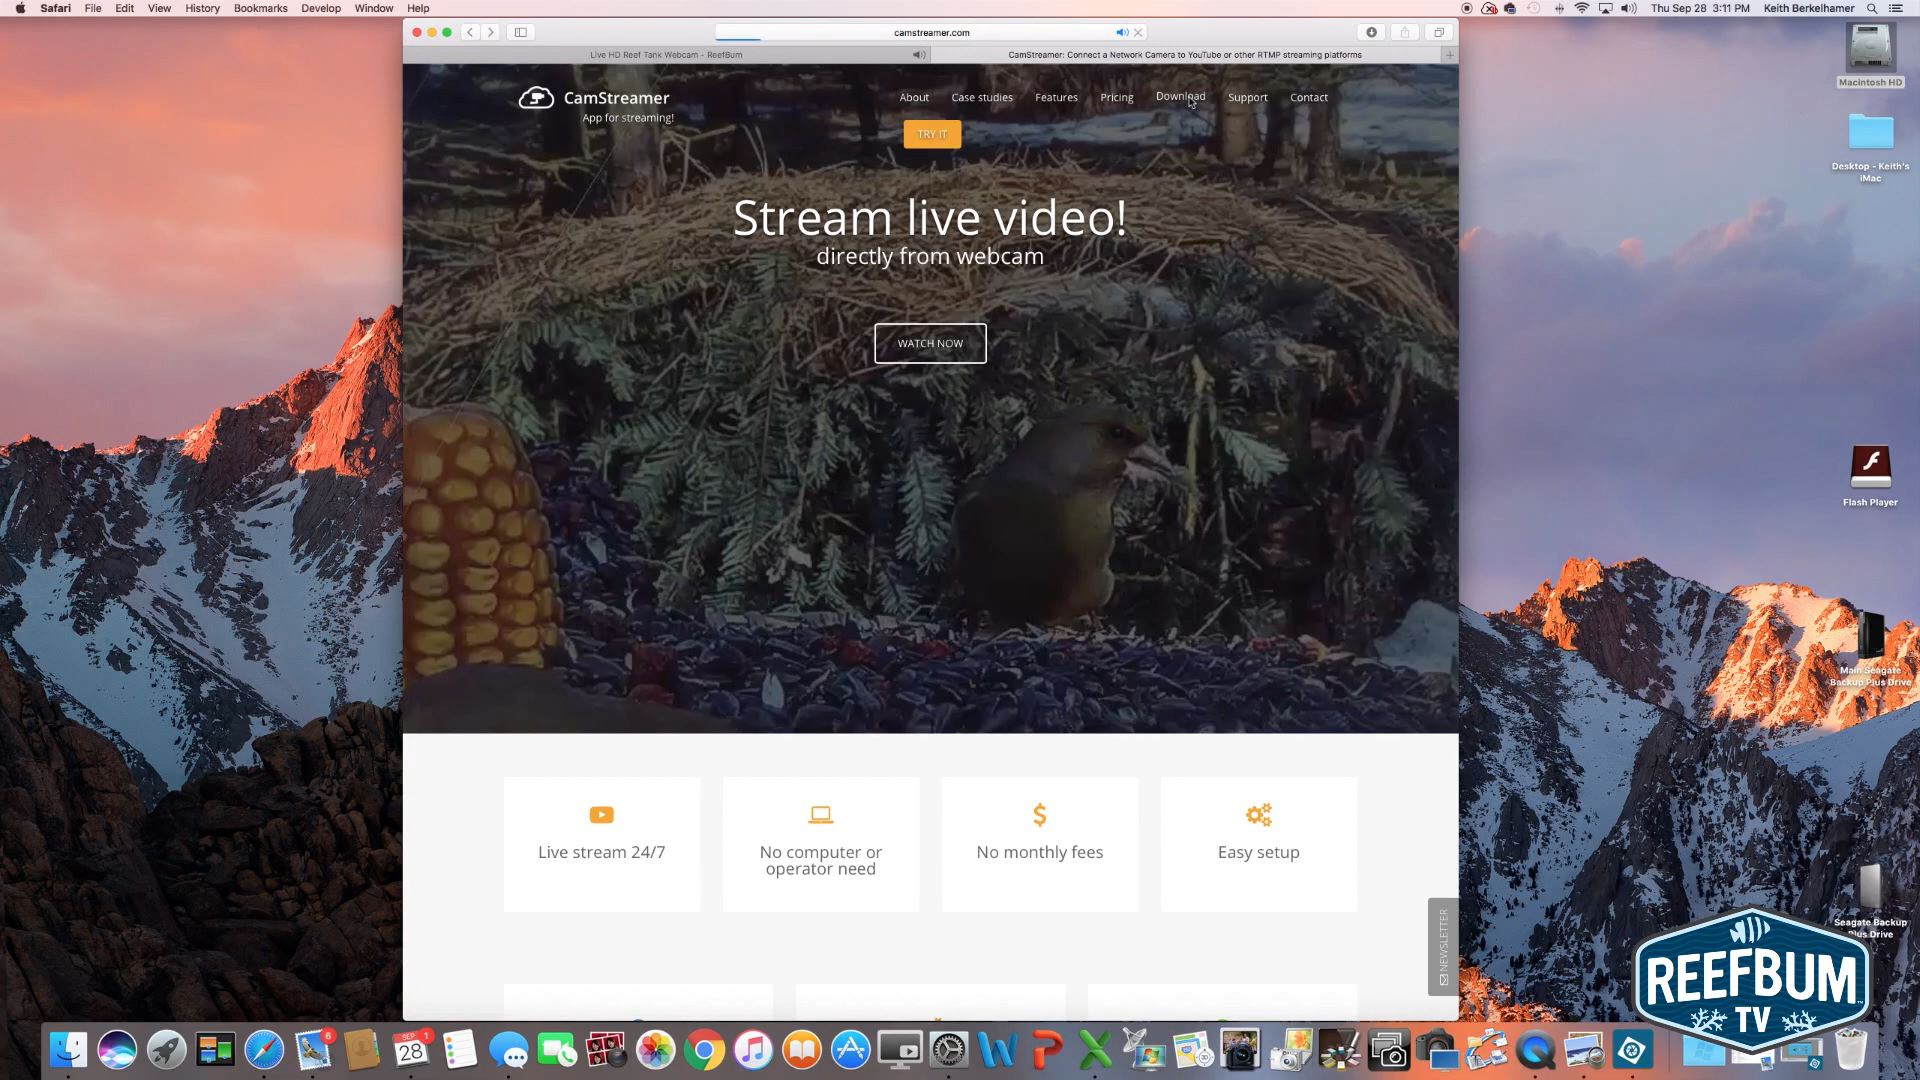 Safari File Edit View History Bookmarks Develop Window Help
Thu Sep 28 3:11 PM Keith Berkelhamer
camstreamer.com
Live HD Reef Tank Webcam - ReefBum
CamStreamer: Connect a Network Camera to YouTube or other RTMP streaming platforms
CamStreamer
App for streaming!
About Case studies Features Pricing Download Support Contact
TRY IT
Stream live video!
directly from webcam
WATCH NOW
Live stream 24/7
No computer or
operator need
No monthly fees
Easy setup
NEWSLETTER
Macintosh HD
Desktop - Keith's
iMac
Flash Player
Main Seagate
Backup Plus Drive
Seagate Backup
Plus Drive
REEFBUM
TV
6
SEP
28
1